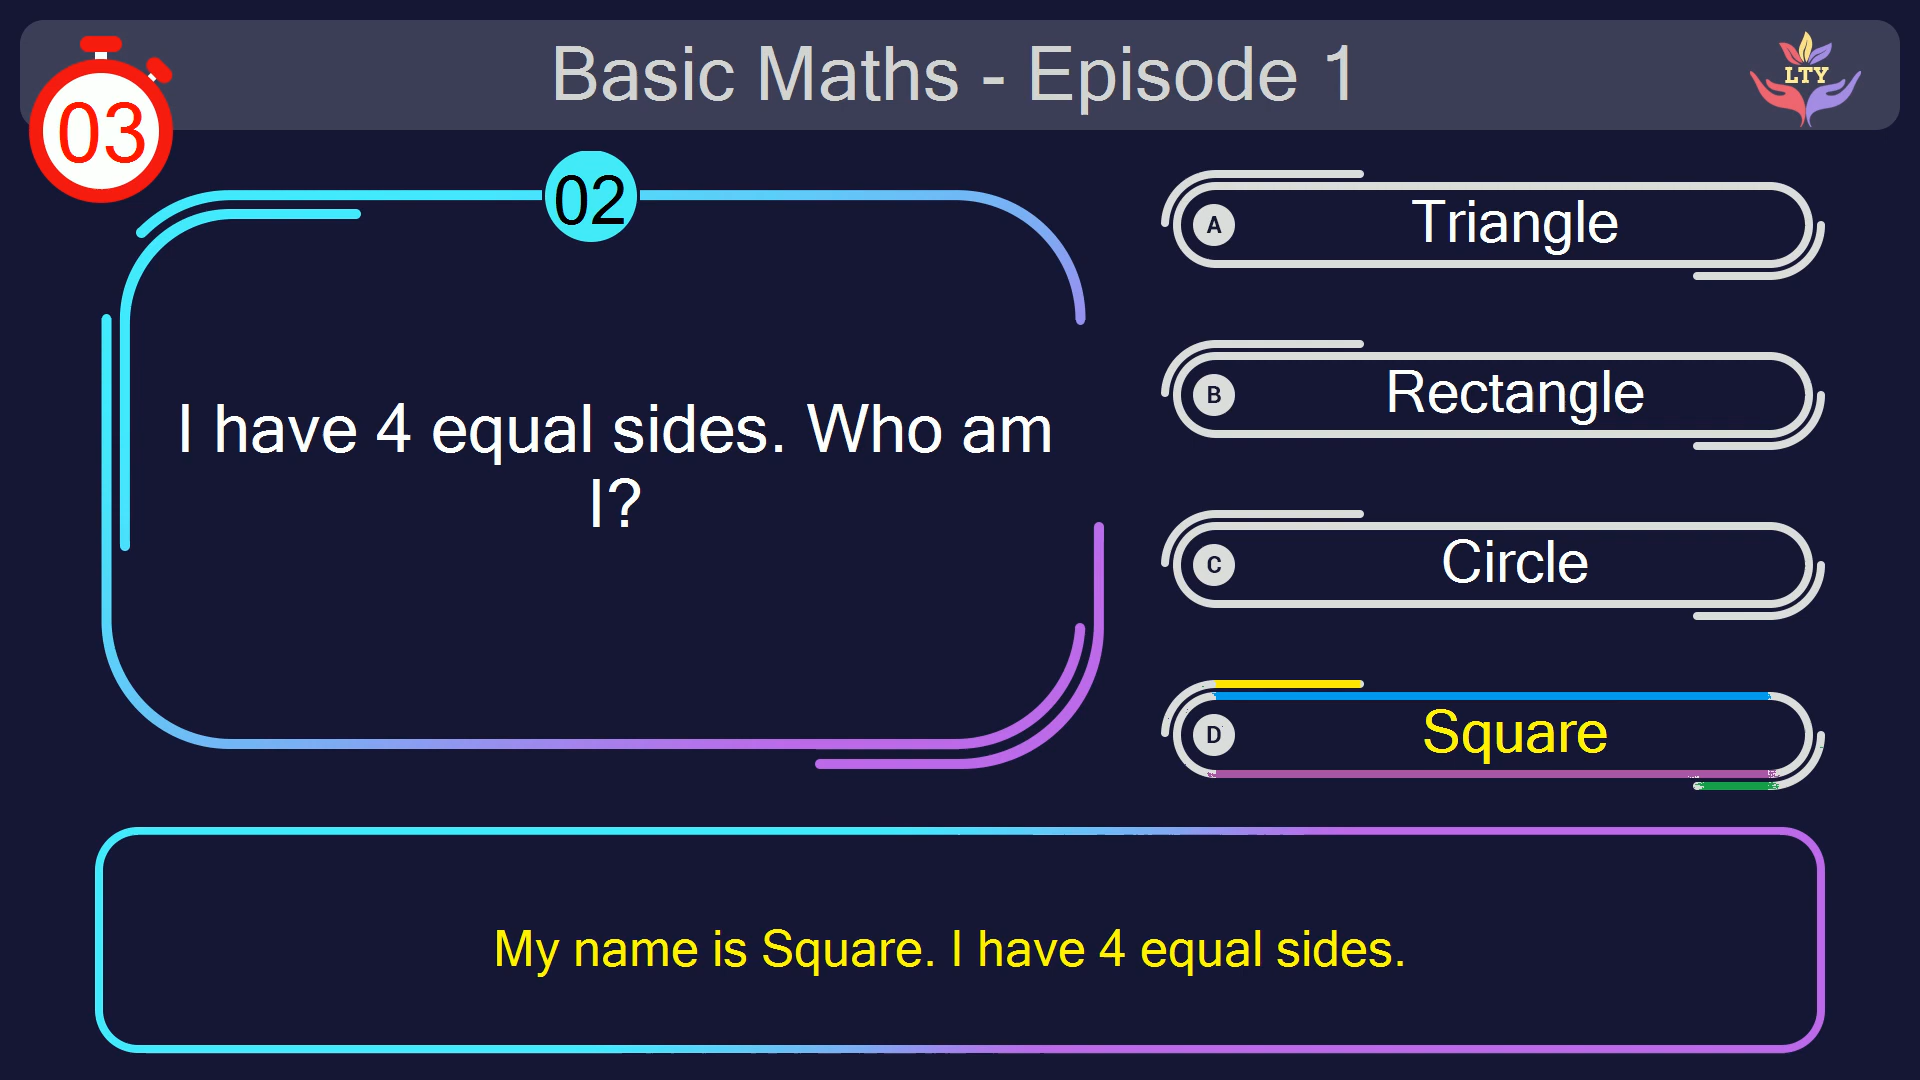 Basic Maths - Episode 1
LTY
03
02
I have 4 equal sides. Who am
I?
A Triangle
B Rectangle
C Circle
D Square
My name is Square. I have 4 equal sides.